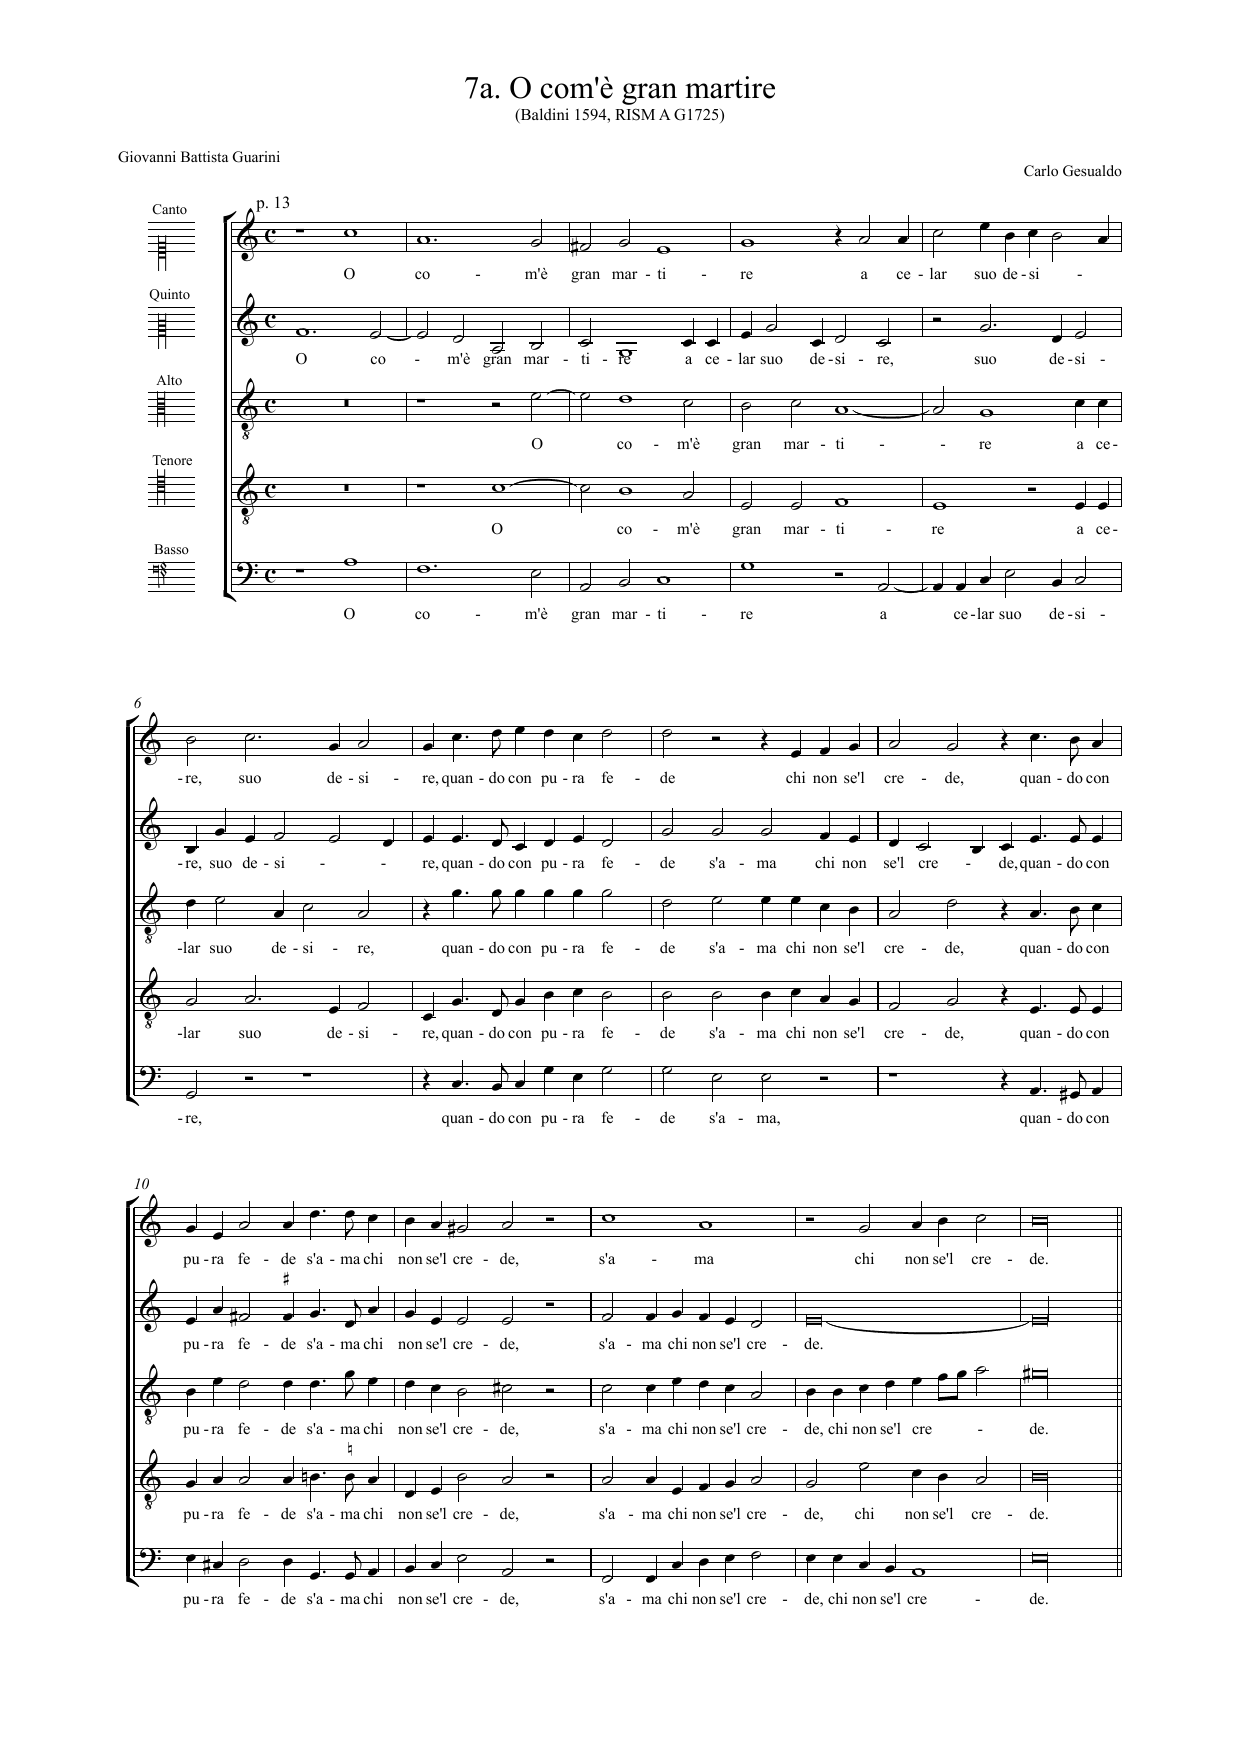 7a. O com'è gran martire
(Baldini 1594, RISM A G1725)
Giovanni Battista Guarini
Carlo Gesualdo
p. 13
Canto
O co - m'è gran mar - ti - re a ce - lar suo de - si -
Quinto
O co - m'è gran mar - ti - re a ce - lar suo de - si - re, suo de - si -
Alto
O co - m'è gran mar - ti - - re a ce-
Tenore
O co - m'è gran mar - ti - re a ce-
Basso
O co - m'è gran mar - ti - re a ce - lar suo de - si -
6
- re, suo de - si - re, quan - do con pu - ra fe - de chi non se'l cre - de, quan - do con
- re, suo de - si - - re, quan - do con pu - ra fe - de s'a - ma chi non se'l cre - de, quan - do con
-lar suo de - si - re, quan - do con pu - ra fe - de s'a - ma chi non se'l cre - de, quan - do con
-lar suo de - si - re, quan - do con pu - ra fe - de s'a - ma chi non se'l cre - de, quan - do con
- re, quan - do con pu - ra fe - de s'a - ma, quan - do con
10
pu - ra fe - de s'a - ma chi non se'l cre - de, s'a - ma chi non se'l cre - de.
pu - ra fe - de s'a - ma chi non se'l cre - de, s'a - ma chi non se'l cre - de.
pu - ra fe - de s'a - ma chi non se'l cre - de, s'a - ma chi non se'l cre - de, chi non se'l cre - de.
pu - ra fe - de s'a - ma chi non se'l cre - de, s'a - ma chi non se'l cre - de, chi non se'l cre - de.
pu - ra fe - de s'a - ma chi non se'l cre - de, s'a - ma chi non se'l cre - de, chi non se'l cre - de.